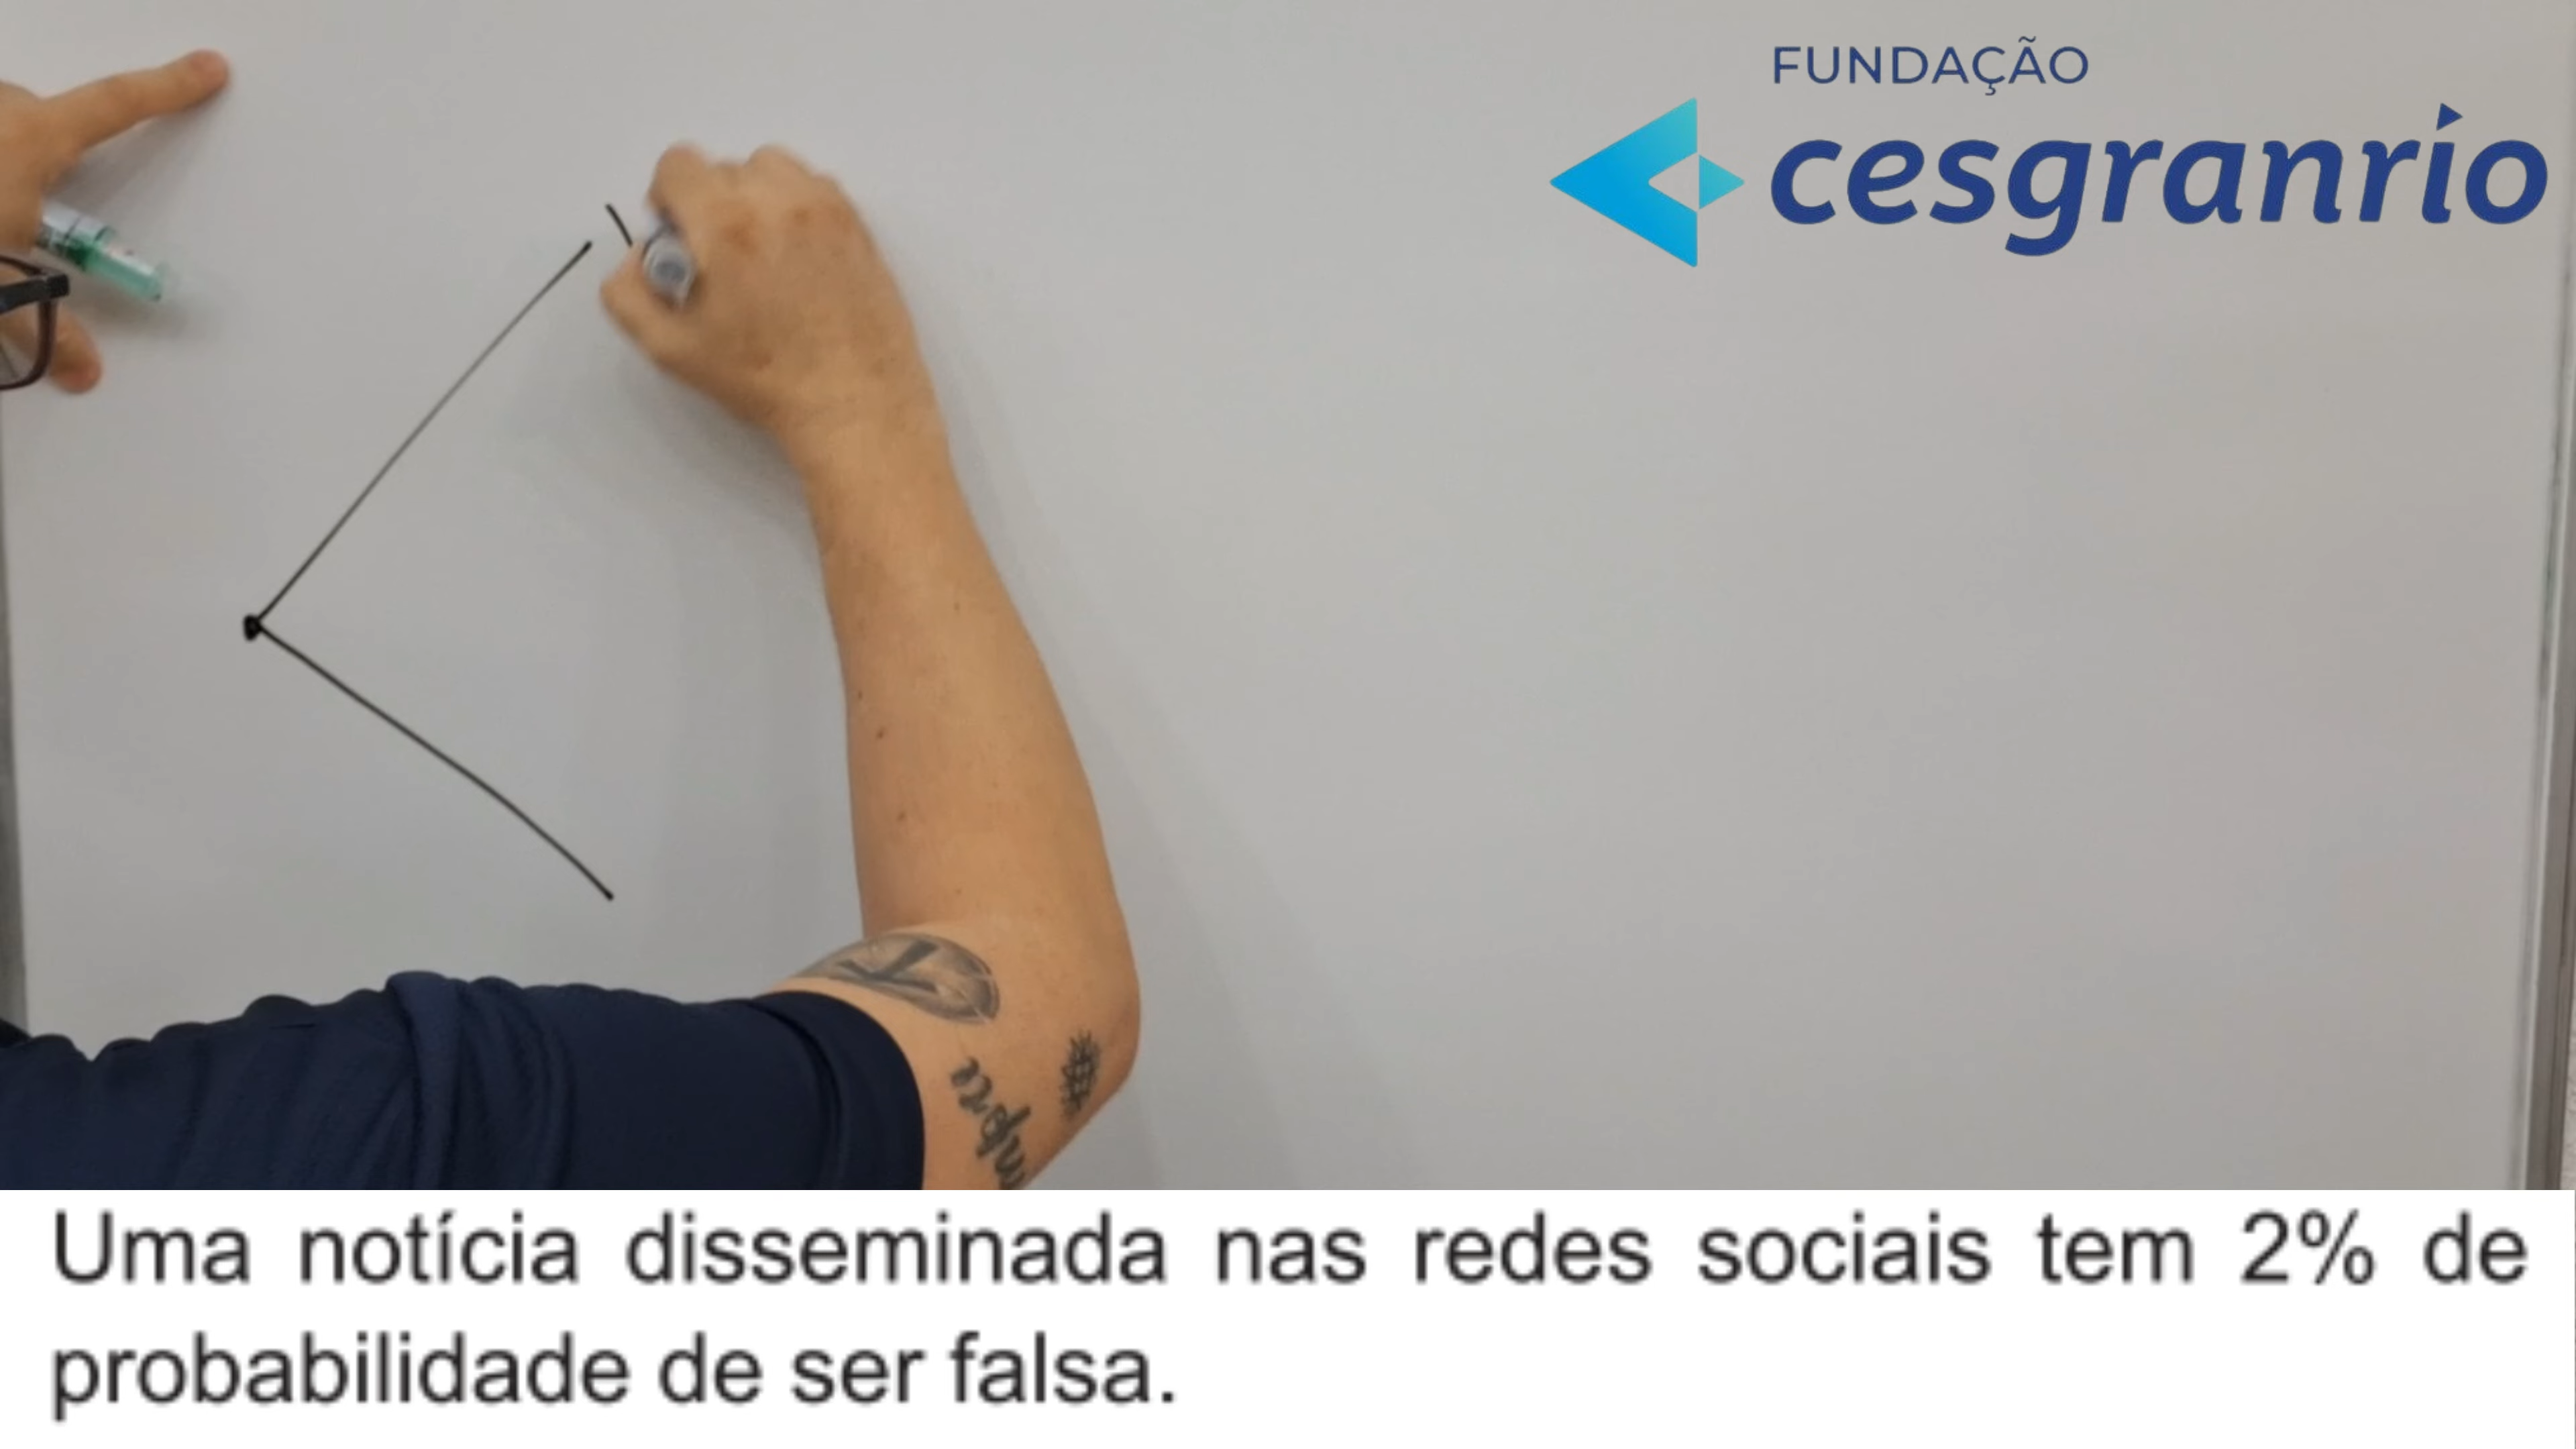 FUNDAÇÃO
cesgranrio
Uma notícia disseminada nas redes sociais tem 2% de
probabilidade de ser falsa.